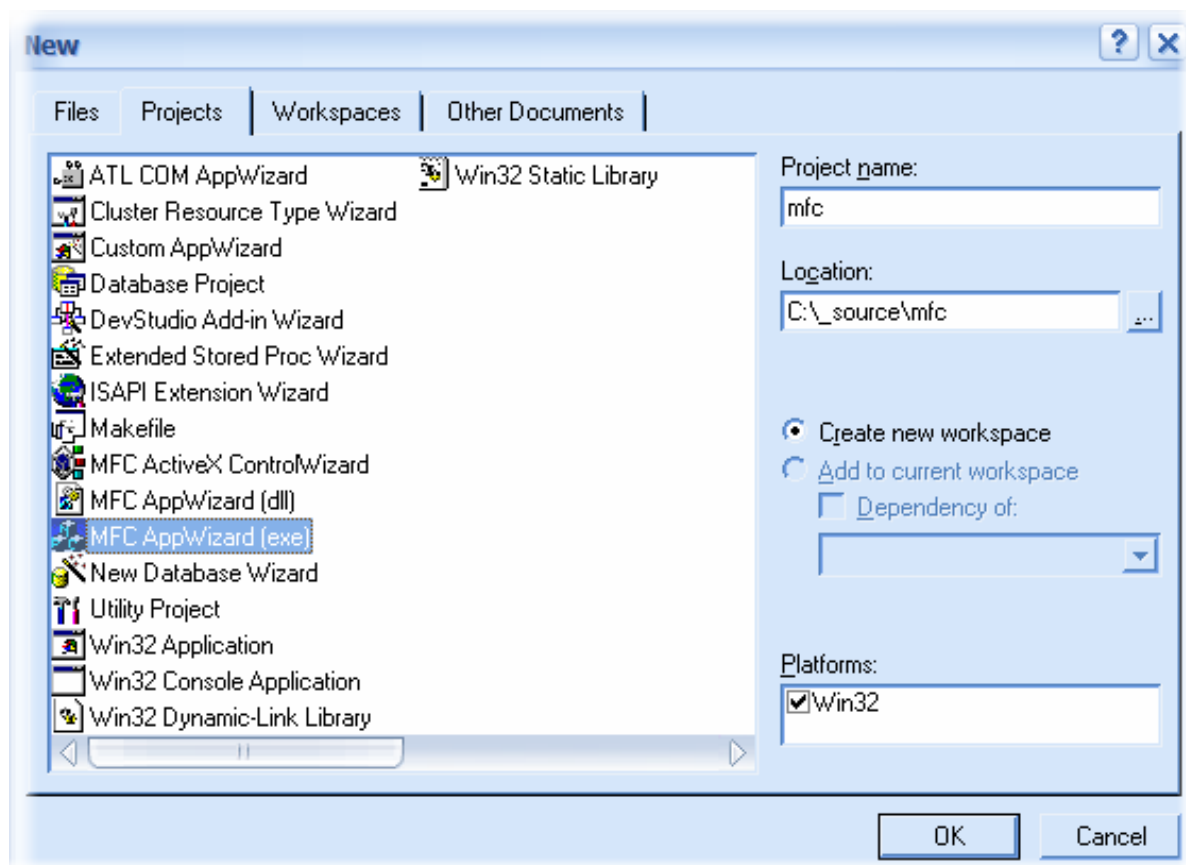 New
Files Projects Workspaces Other Documents
ATL COM AppWizard
Cluster Resource Type Wizard
Custom AppWizard
Database Project
DevStudio Add-in Wizard
Extended Stored Proc Wizard
ISAPI Extension Wizard
Makefile
MFC ActiveX ControlWizard
MFC AppWizard (dll)
MFC AppWizard (exe)
New Database Wizard
Utility Project
Win32 Application
Win32 Console Application
Win32 Dynamic-Link Library
Win32 Static Library
Project name:
mfc
Location:
C:\_source\mfc
...
Create new workspace
Add to current workspace
Dependency of:
Platforms:
Win32
OK Cancel